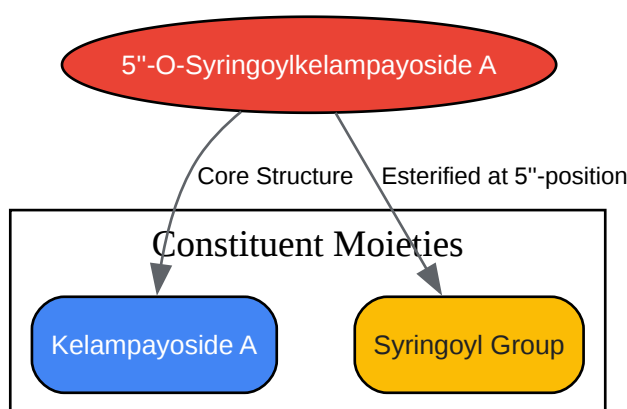 5"-O-Syringoylkelampayoside A
Core Structure
Esterified at 5"-position
Constituent Moieties
Kelampayoside A
Syringoyl Group